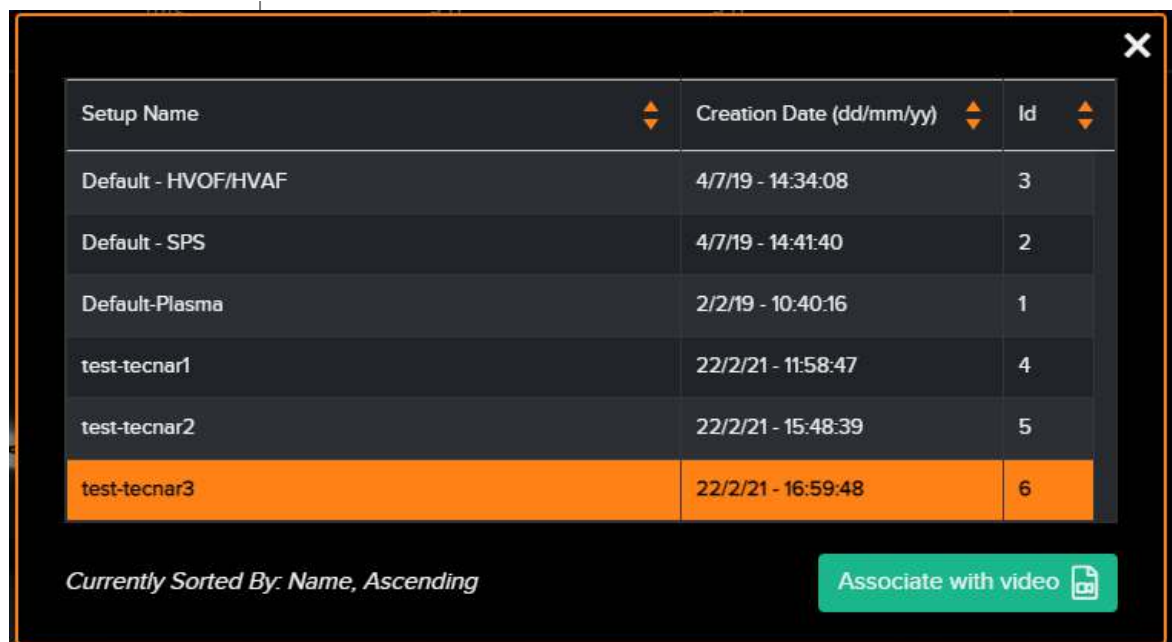 Setup Name Creation Date (dd/mm/yy) Id
Default - HVOF/HVAF 4/7/19 - 14:34:08 3
Default - SPS 4/7/19 - 14:41:40 2
Default-Plasma 2/2/19 - 10:40:16 1
test-tecnar1 22/2/21 - 11:58:47 4
test-tecnar2 22/2/21 - 15:48:39 5
test-tecnar3 22/2/21 - 16:59:48 6
Currently Sorted By: Name, Ascending Associate with video